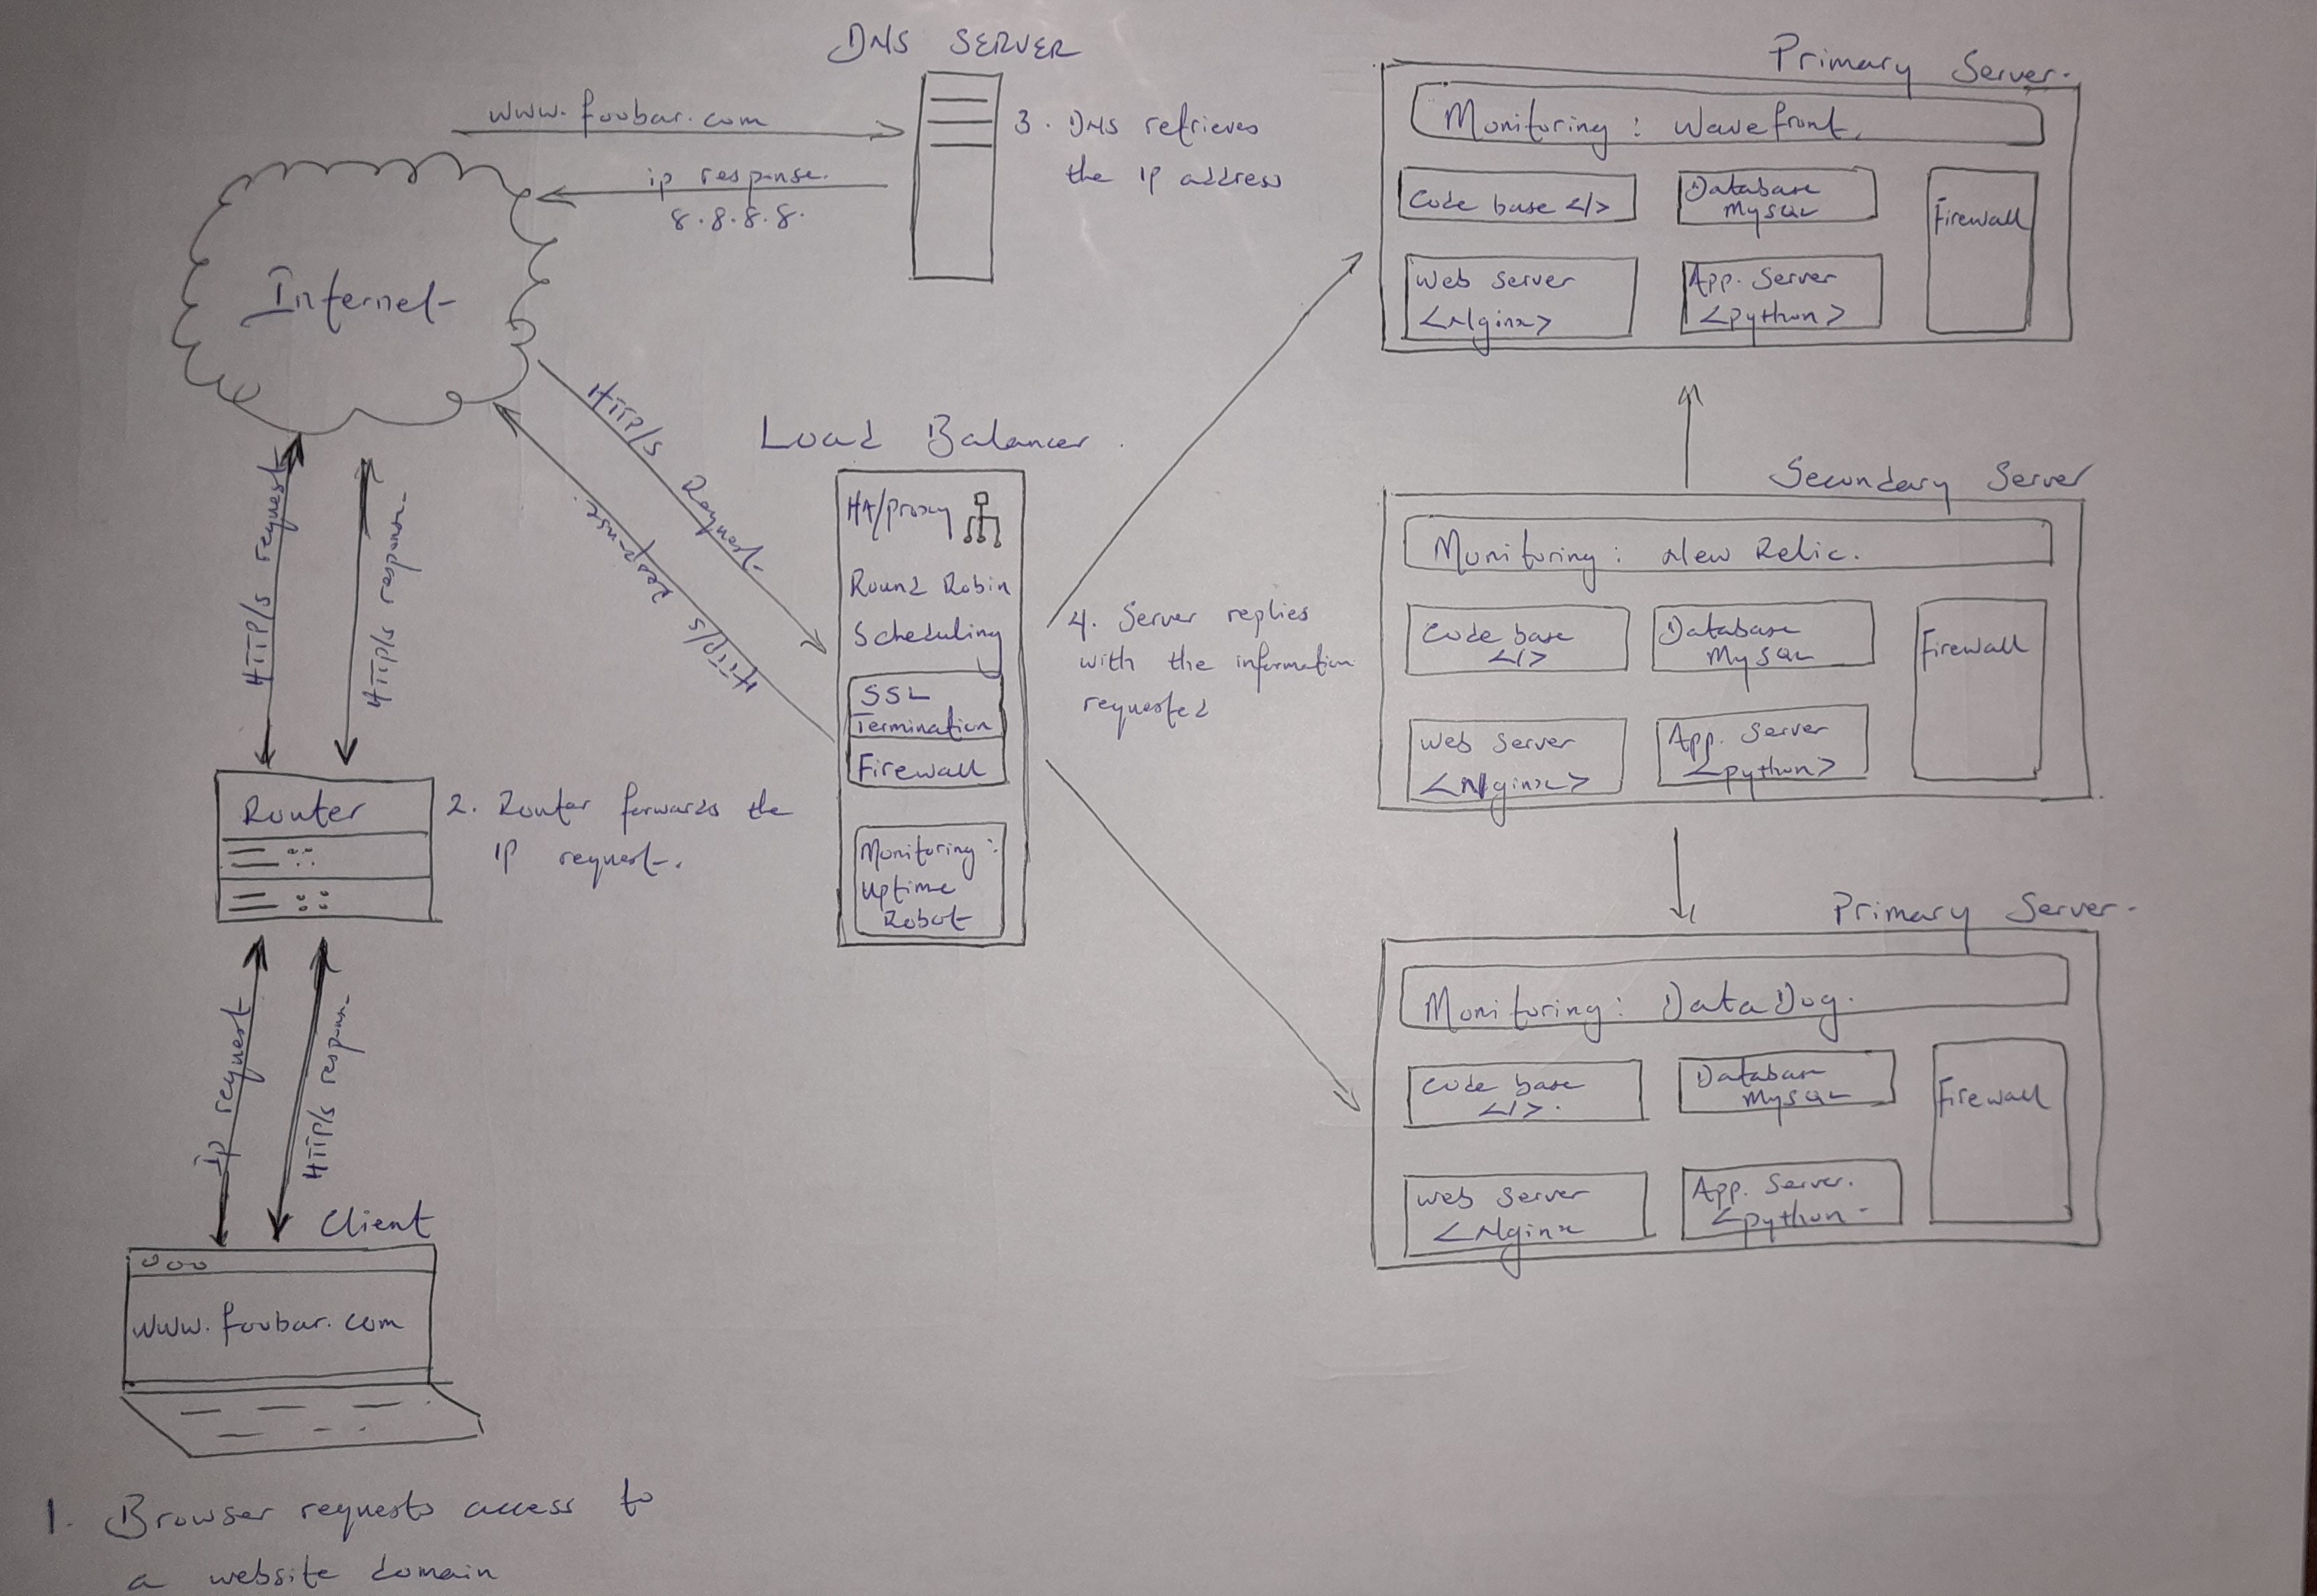 DNS SERVER
www.foobar.com
ip response.
8.8.8.8.
3. DNS retrieves
the IP address
Internet
HTTP/s Request
HTTP/s response.
HTTP/s request
HTTP/s response.
Load Balancer.
HA/proxy
Round Robin
Scheduling
SSL
Termination
Firewall
Monitoring:
Uptime
Robot
4. Server replies
with the information
requested
Router
2. Router forwards the
IP request.
Ip request
HTTP/s respon.
Client
www.foobar.com
1. Browser requests access to
a website domain
Primary Server.
Monitoring: Wavefront.
Code base </>
Database
MySQL
Firewall
Web Server
<Nginx>
App. Server
<python>
Secondary Server
Monitoring: New Relic.
Code base
</>
Database
MySQL
Firewall
Web Server
<Nginx>
App. Server
<python>
Primary Server.
Monitoring: DataDog.
Code base
</>.
Database
MySQL
Firewall
Web Server
<Nginx
App. Server.
<python-